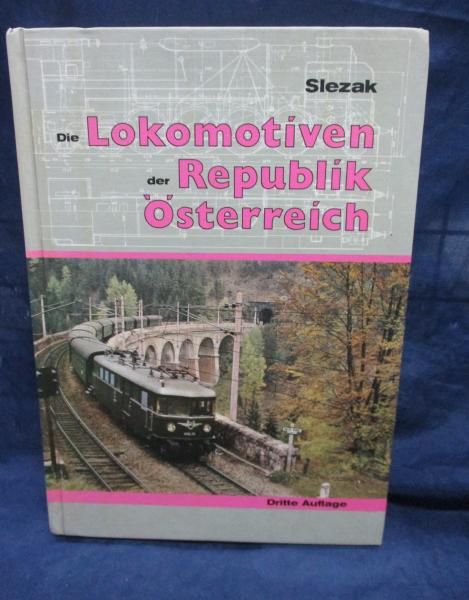 Slezak
Die Lokomotiven
der Republik
Österreich
Dritte Auflage